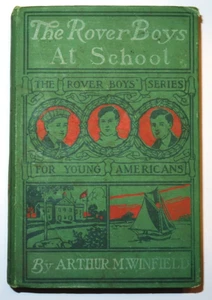 The Rover Boys
At School
THE ROVER BOYS SERIES
FOR YOUNG AMERICANS
By ARTHUR M. WINFIELD